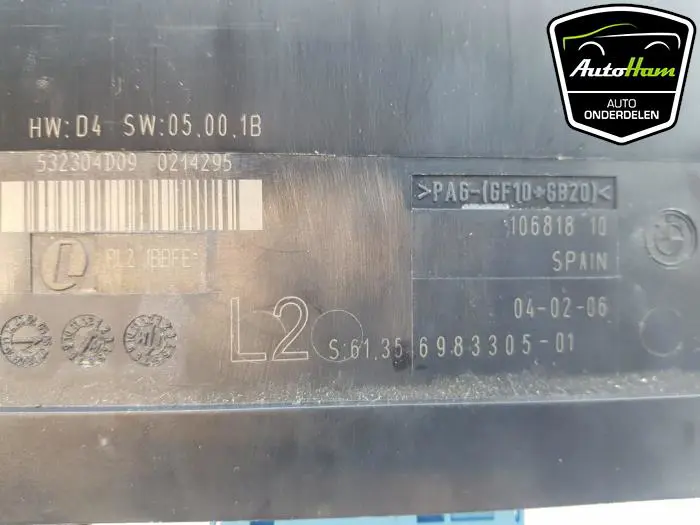 AutoHam
AUTO
ONDERDELEN
HW:D4 SW:05.00.1B
532304D09 0214295
>PA6-(GF10+GB20)<
106818 10
SPAIN
04-02-06
L2
S:61.35 6983305-01